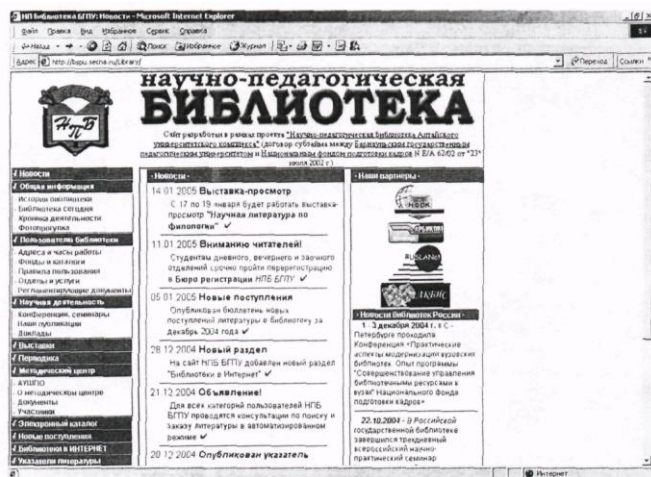 НП Библиотека БГПУ: Новости - Microsoft Internet Explorer
Файл Правка Вид Избранное Сервис Справка
Назад Поиск Избранное Журнал
Адрес http://bspu.secna.ru/Library/ Переход Ссылки
научно-педагогическая
БИБЛИОТЕКА
НПБ
Сайт разработан в рамках проекта "Научно-педагогическая библиотека Алтайского
университетского комплекса" (договор субзайма между Барнаульским государственным
педагогическим университетом и Национальным фондом подготовки кадров N Е/А 62/02 от "23"
июля 2002 г.)
Новости
Общая информация
История библиотеки
Библиотека сегодня
Хроника деятельности
Фотопрогулка
Пользователю библиотеки
Адреса и часы работы
Фонды и каталоги
Правила пользования
Отделы и услуги
Регламентирующие документы
Научная деятельность
Конференции, семинары
Наши публикации
Доклады
Выставки
Периодика
Методический центр
АУШПО
О методическом центре
Документы
Участники
Электронный каталог
Новые поступления
Библиотеки в ИНТЕРНЕТ
Указатели литературы
· Новости ·
14.01.2005 Выставка-просмотр
С 17 по 19 января будет работать выставка-
просмотр "Научная литература по
филологии" ✓
11.01.2005 Вниманию читателей!
Студентам дневного, вечернего и заочного
отделений срочно пройти перерегистрацию
в Бюро регистрации НПБ БГПУ ✓
05.01.2005 Новые поступления
Опубликован бюллетень новых
поступлений литературы в библиотеку за
декабрь 2004 года ✓
28.12.2004 Новый раздел
На сайт НПБ БГПУ добавлен новый раздел
"Библиотеки в Интернет" ✓
21.12.2004 Объявление!
Для всех категорий пользователей НПБ
БГПУ проводятся консультации по поиску и
заказу литературы в автоматизированном
режиме ✓
20.12.2004 Опубликован указатель
· Наши партнеры ·
RUSLANet
· Новости библиотек России ·
1 - 3 декабря 2004 г. в С.-
Петербурге проходила
Конференция «Практические
аспекты модернизации вузовских
библиотек. Опыт программы
"Совершенствование управления
библиотечными ресурсами в
вузах" Национального фонда
подготовки кадров»
22.10.2004 - В Российской
государственной библиотеке
завершился трехдневный
всероссийский научно-
практический семинар
Интернет